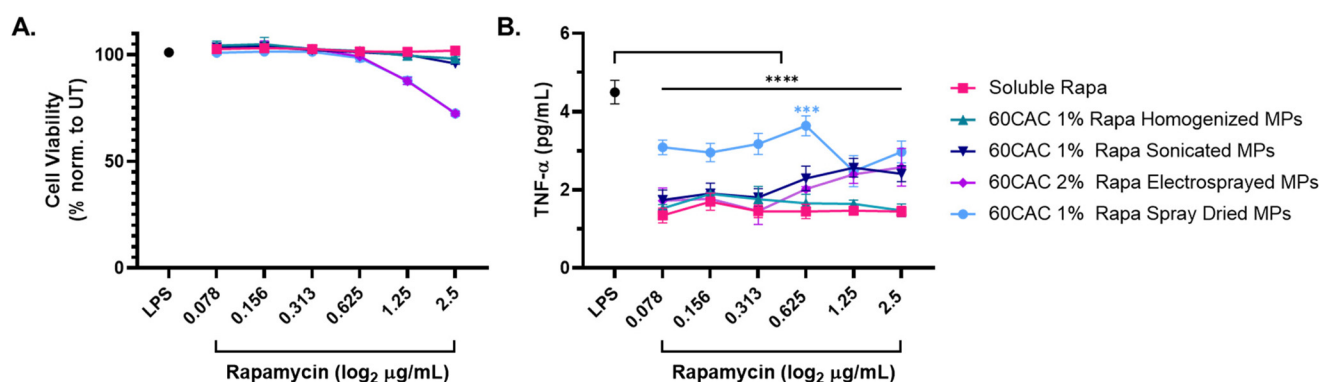 A.
Cell Viability
(% norm. to UT)
100
50
0
LPS
0.078
0.156
0.313
0.625
1.25
2.5
Rapamycin (log₂ μg/mL)
B.
TNF-α (pg/mL)
6
4
2
0
****
***
LPS
0.078
0.156
0.313
0.625
1.25
2.5
Rapamycin (log₂ μg/mL)
Soluble Rapa
60CAC 1% Rapa Homogenized MPs
60CAC 1% Rapa Sonicated MPs
60CAC 2% Rapa Electrosprayed MPs
60CAC 1% Rapa Spray Dried MPs